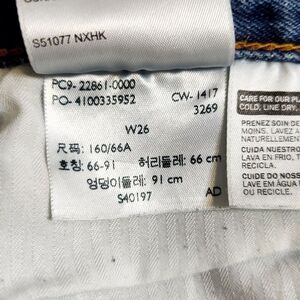 S51077 NXHK
PC9- 22861-0000
PO- 4100335952
CW- 1417
3269
W26
尺码: 160/66A
호칭: 66-91 허리둘레: 66 cm
엉덩이둘레: 91 cm
S40197
AD
CARE FOR OUR PL
COLD, LINE DRY,
PRENEZ SOIN DE
MOINS. LAVEZ À
NATURELLEMENT
CUIDA NUESTRO
LAVA EN FRÍO, T
RECICLA.
CUIDE DO NOSS
LAVE EM ÁGUA F
OU RECICLE.